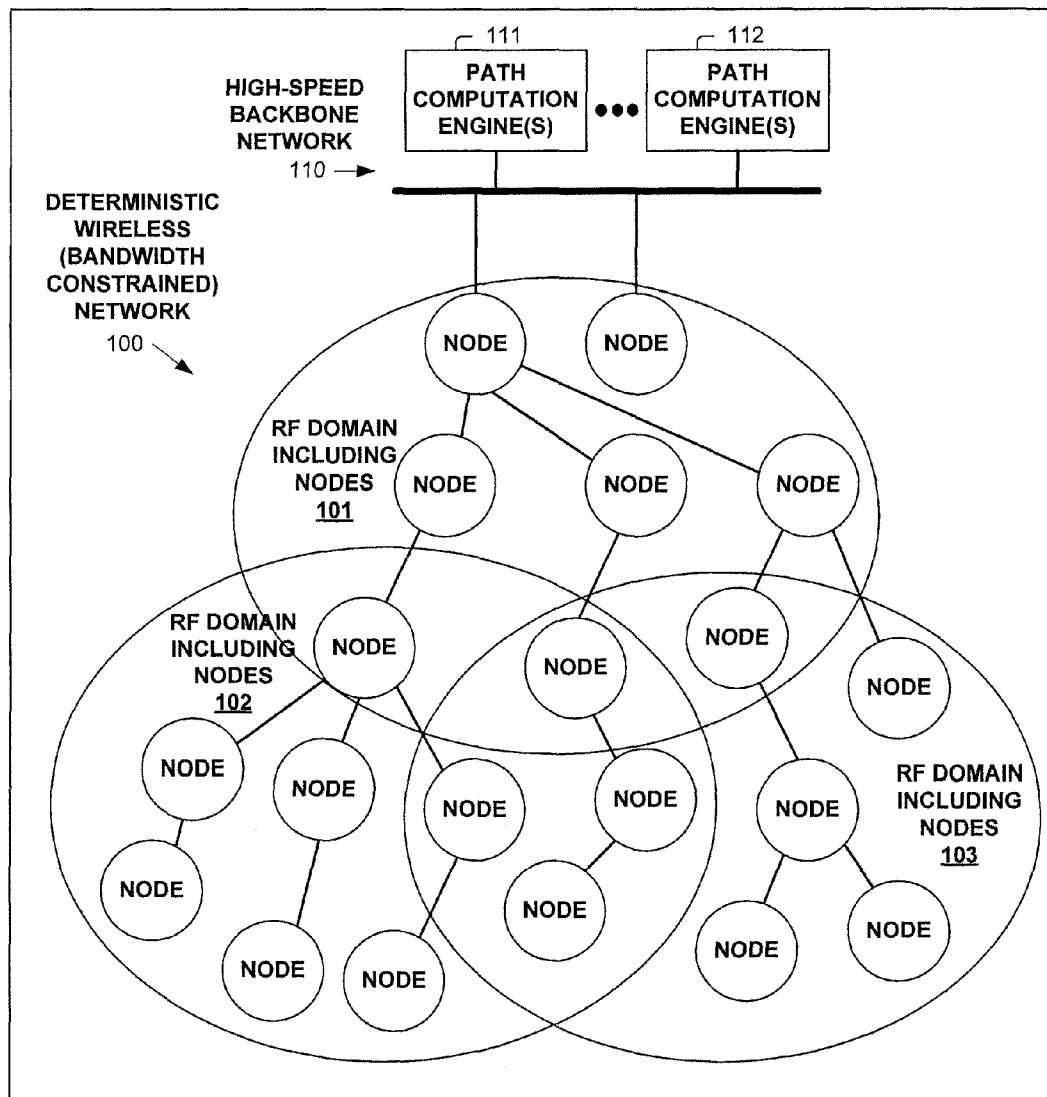 111
112
PATH
COMPUTATION
ENGINE(S)
PATH
COMPUTATION
ENGINE(S)
HIGH-SPEED
BACKBONE
NETWORK
110
DETERMINISTIC
WIRELESS
(BANDWIDTH
CONSTRAINED)
NETWORK
100
NODE
NODE
RF DOMAIN
INCLUDING
NODES
101
NODE
NODE
NODE
RF DOMAIN
INCLUDING
NODES
102
NODE
NODE
NODE
NODE
NODE
NODE
NODE
NODE
NODE
RF DOMAIN
INCLUDING
NODES
103
NODE
NODE
NODE
NODE
NODE
NODE
NODE